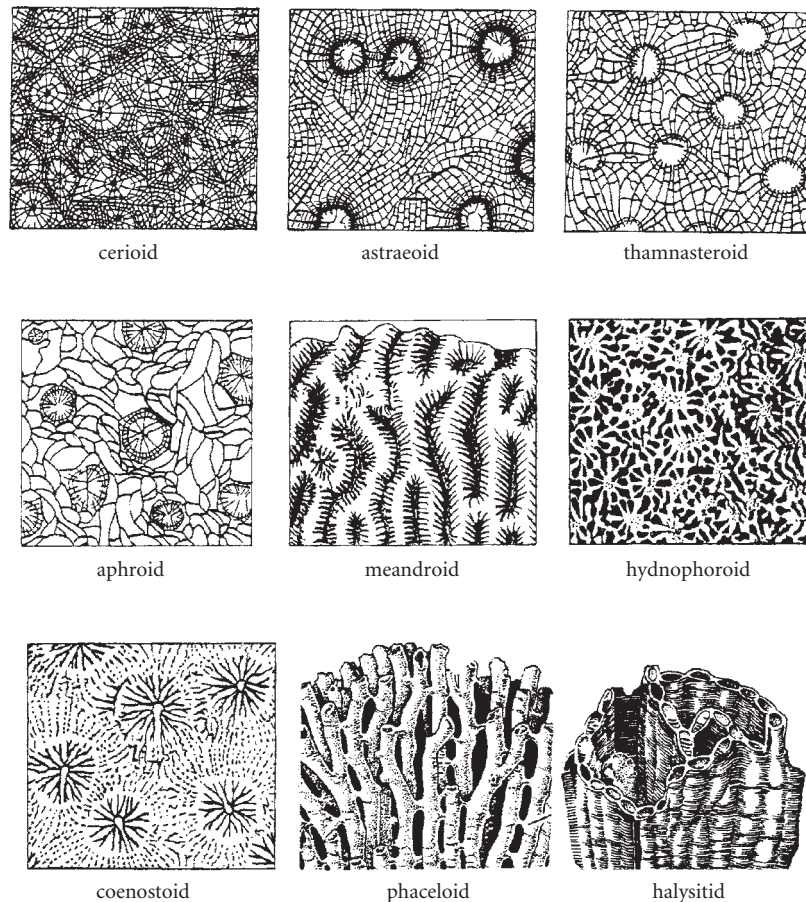 cerioid
astraeoid
thamnasteroid
aphroid
meandroid
hydnophoroid
coenostoid
phaceloid
halysitid